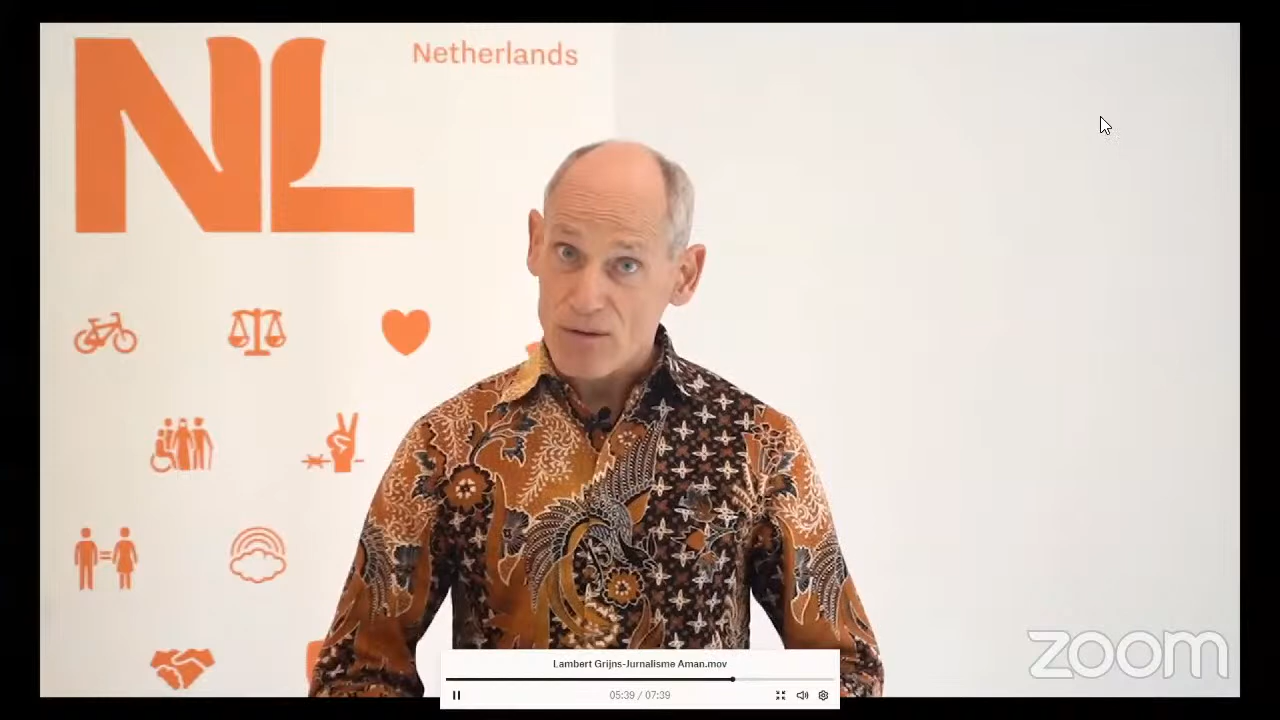 NL
Netherlands
zoom
Lambert Grijns-Jurnalisme Aman.mov
05:39 / 07:39